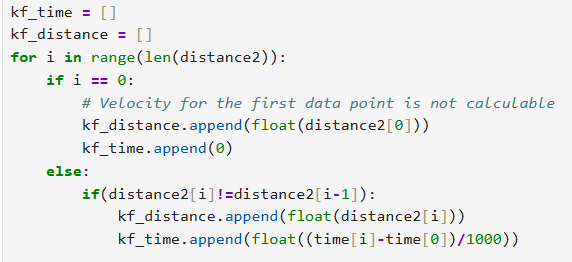 kf_time = []
kf_distance = []
for i in range(len(distance2)):
    if i == 0:
        # Velocity for the first data point is not calculable
        kf_distance.append(float(distance2[0]))
        kf_time.append(0)
    else:
        if(distance2[i]!=distance2[i-1]):
            kf_distance.append(float(distance2[i]))
            kf_time.append(float((time[i]-time[0])/1000))